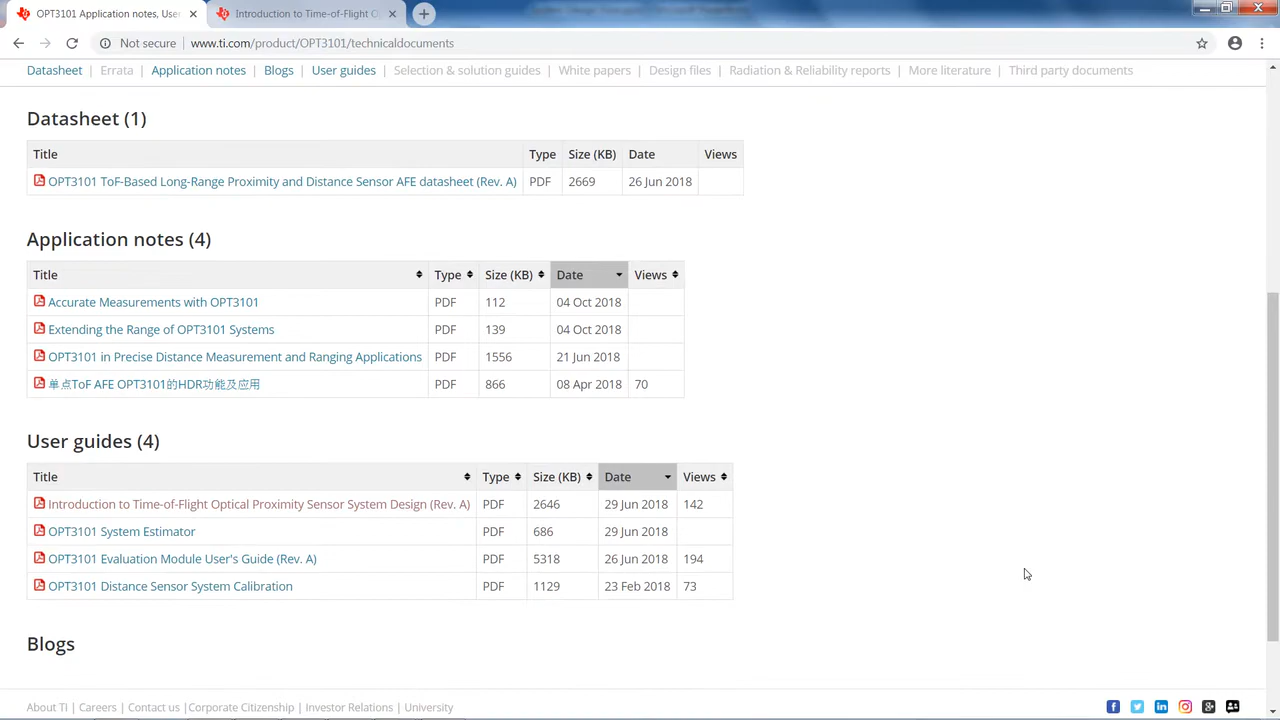 OPT3101 Application notes, User
Introduction to Time-of-Flight O
Not secure | www.ti.com/product/OPT3101/technicaldocuments
Datasheet | Errata | Application notes | Blogs | User guides | Selection & solution guides | White papers | Design files | Radiation & Reliability reports | More literature | Third party documents
Datasheet (1)
Title Type Size (KB) Date Views
OPT3101 ToF-Based Long-Range Proximity and Distance Sensor AFE datasheet (Rev. A) PDF 2669 26 Jun 2018
Application notes (4)
Title Type Size (KB) Date Views
Accurate Measurements with OPT3101 PDF 112 04 Oct 2018
Extending the Range of OPT3101 Systems PDF 139 04 Oct 2018
OPT3101 in Precise Distance Measurement and Ranging Applications PDF 1556 21 Jun 2018
单点ToF AFE OPT3101的HDR功能及应用 PDF 866 08 Apr 2018 70
User guides (4)
Title Type Size (KB) Date Views
Introduction to Time-of-Flight Optical Proximity Sensor System Design (Rev. A) PDF 2646 29 Jun 2018 142
OPT3101 System Estimator PDF 686 29 Jun 2018
OPT3101 Evaluation Module User's Guide (Rev. A) PDF 5318 26 Jun 2018 194
OPT3101 Distance Sensor System Calibration PDF 1129 23 Feb 2018 73
Blogs
About TI | Careers | Contact us |Corporate Citizenship | Investor Relations | University